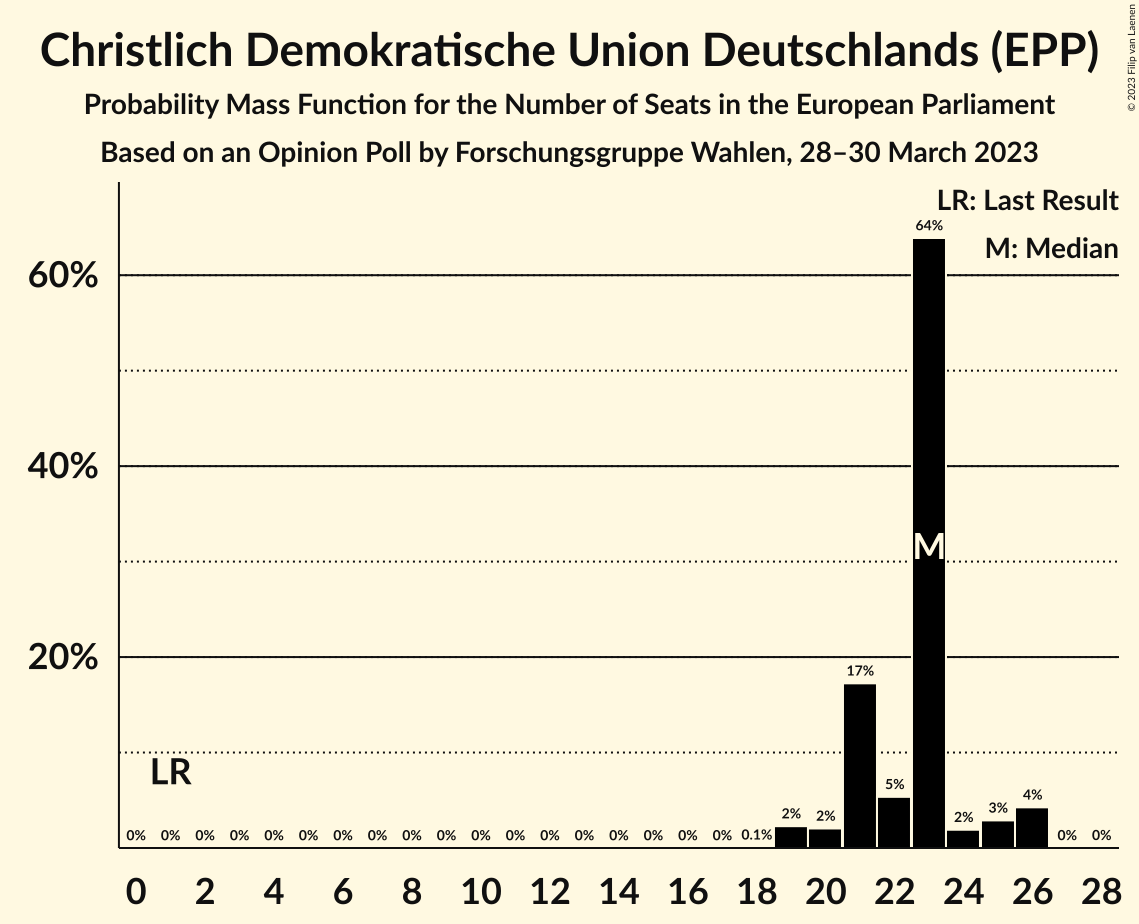 Christlich Demokratische Union Deutschlands (EPP)
Probability Mass Function for the Number of Seats in the European Parliament
Based on an Opinion Poll by Forschungsgruppe Wahlen, 28–30 March 2023
© 2023 Filip van Laenen
LR: Last Result
M: Median
64%
60%
40%
M
20%
17%
LR
5%
4%
3%
2%
2%
2%
0% 0% 0% 0% 0% 0% 0% 0% 0% 0% 0% 0% 0% 0% 0% 0% 0% 0% 0.1% 0% 0%
0 2 4 6 8 10 12 14 16 18 20 22 24 26 28